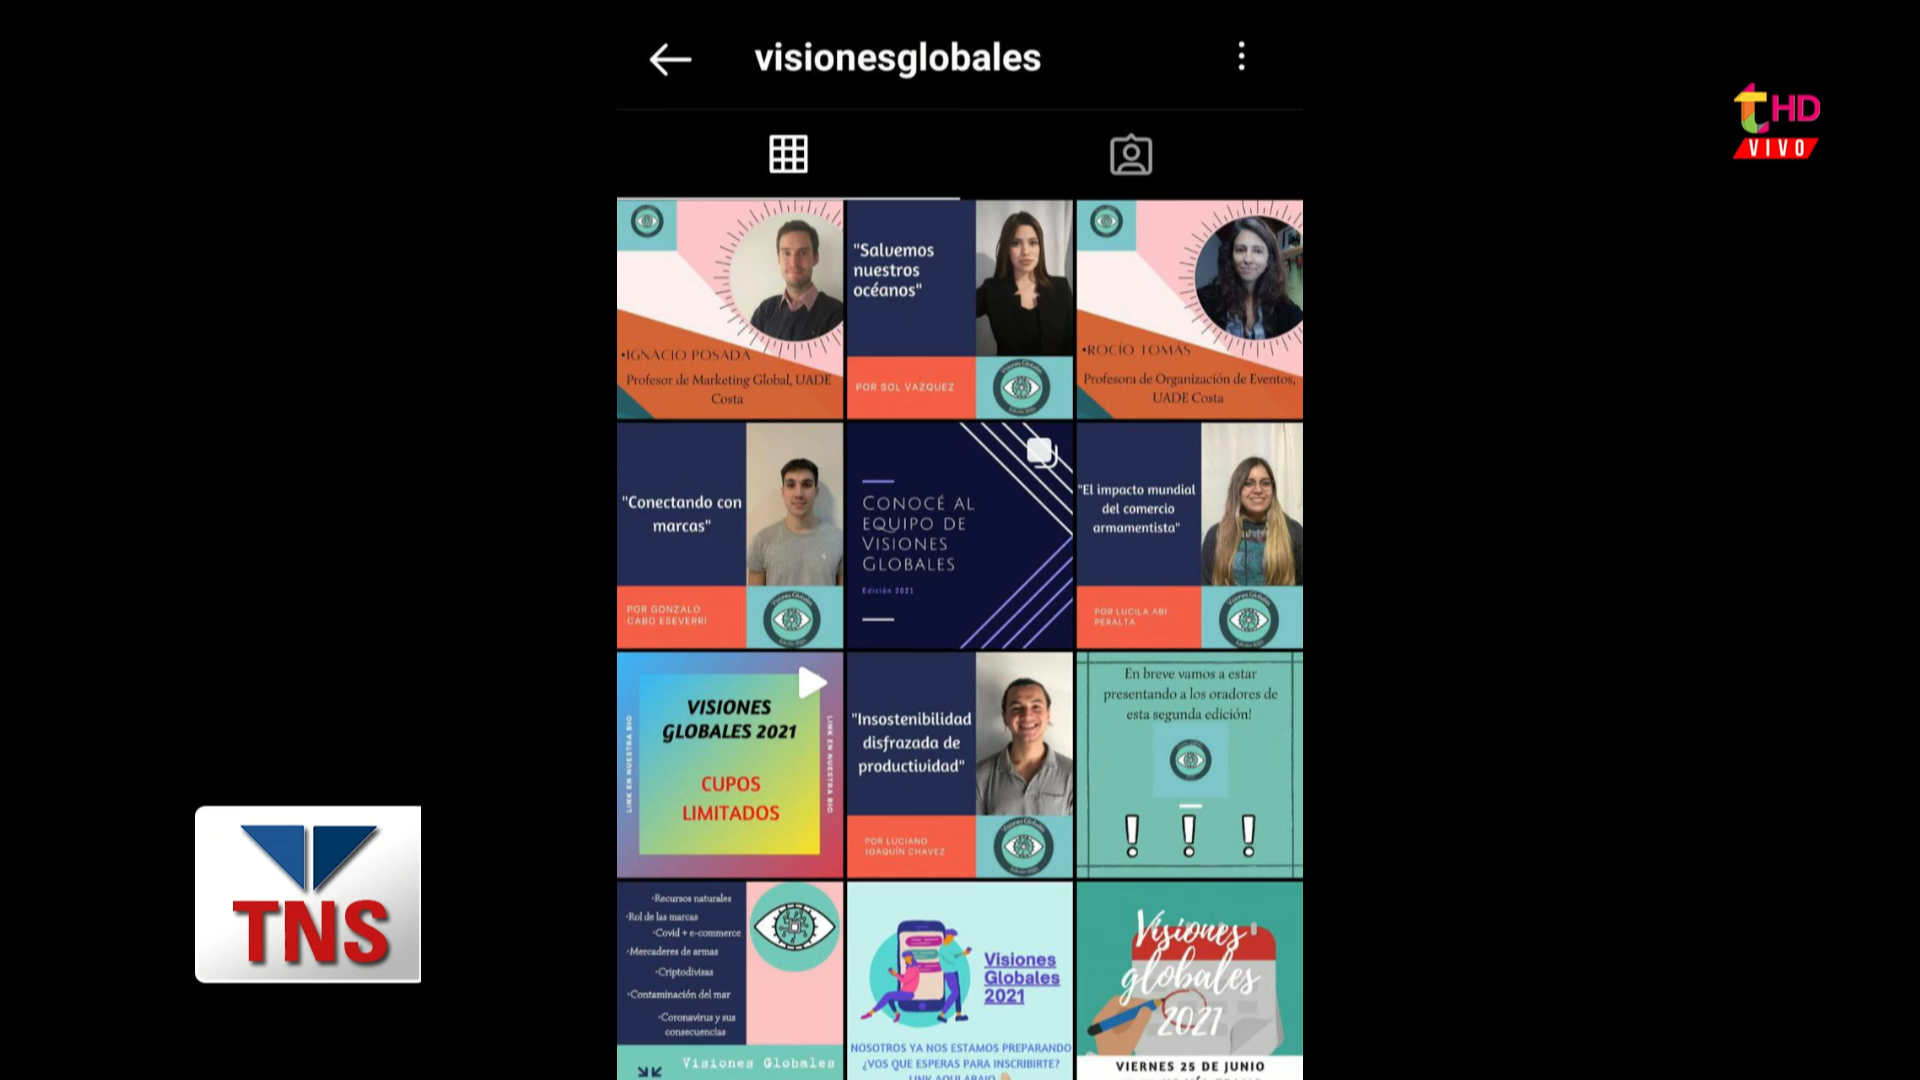 visionesglobales
HD
VIVO
•IGNACIO POSADA
Profesor de Marketing Global, UADE
Costa
"Salvemos
nuestros
océanos"
POR SOL VAZQUEZ
•ROCÍO TOMÁS
Profesora de Organización de Eventos,
UADE Costa
"Conectando con
marcas"
POR GONZALO
CABO ESEVERRI
CONOCÉ AL
EQUIPO DE
VISIONES
GLOBALES
Edición 2021
"El impacto mundial
del comercio
armamentista"
POR LUCILA ABI
PERALTA
LINK EN NUESTRA BIO
VISIONES
GLOBALES 2021
CUPOS
LIMITADOS
LINK EN NUESTRA BIO
"Insostenibilidad
disfrazada de
productividad"
POR LUCIANO
JOAQUÍN CHAVEZ
En breve vamos a estar
presentando a los oradores de
esta segunda edición!
! ! !
TNS
•Recursos naturales
•Rol de las marcas
•Covid + e-commerce
•Mercaderes de armas
•Criptodivisas
•Contaminación del mar
•Coronavirus y sus
consecuencias
Visiones Globales
Visiones
Globales
2021
NOSOTROS YA NOS ESTAMOS PREPARANDO
¿VOS QUE ESPERAS PARA INSCRIBIRTE?
LINK AQUI ABAJO
Visiones
globales
2021
VIERNES 25 DE JUNIO